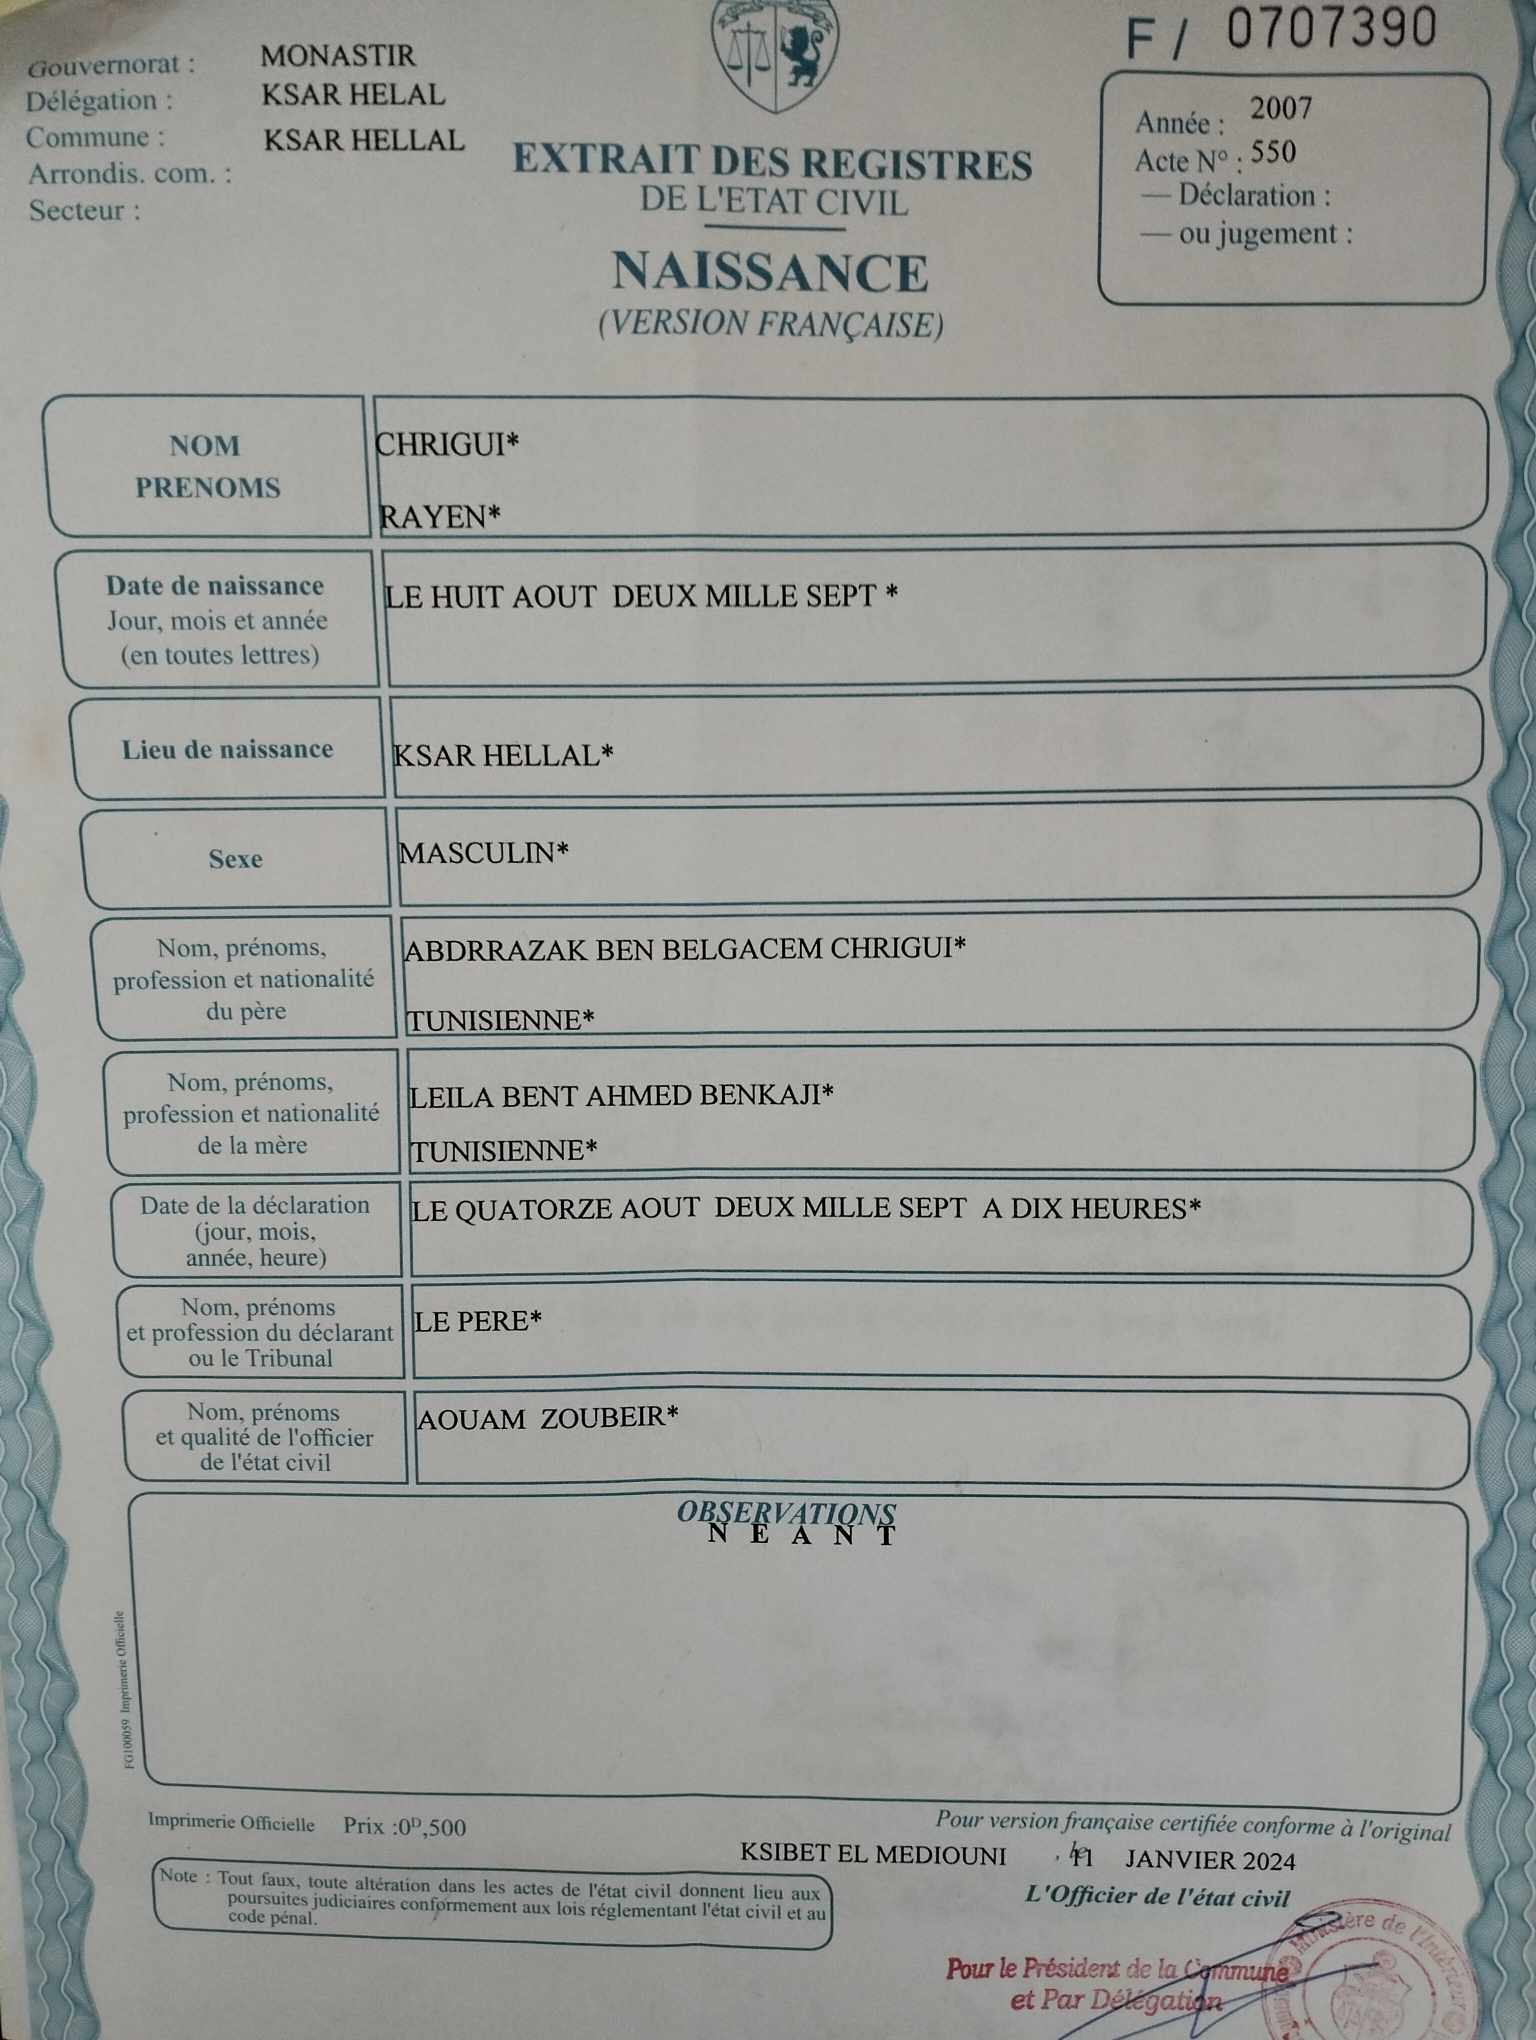 F / 0707390
Gouvernorat : MONASTIR
Délégation : KSAR HELAL
Commune : KSAR HELLAL
Arrondis. com. :
Secteur :
EXTRAIT DES REGISTRES
DE L'ETAT CIVIL
NAISSANCE
(VERSION FRANÇAISE)
Année : 2007
Acte Nº : 550
— Déclaration :
— ou jugement :
NOM
PRENOMS
CHRIGUI*
RAYEN*
Date de naissance
Jour, mois et année
(en toutes lettres)
LE HUIT AOUT DEUX MILLE SEPT *
Lieu de naissance
KSAR HELLAL*
Sexe
MASCULIN*
Nom, prénoms,
profession et nationalité
du père
ABDRRAZAK BEN BELGACEM CHRIGUI*
TUNISIENNE*
Nom, prénoms,
profession et nationalité
de la mère
LEILA BENT AHMED BENKAJI*
TUNISIENNE*
Date de la déclaration
(jour, mois,
année, heure)
LE QUATORZE AOUT DEUX MILLE SEPT A DIX HEURES*
Nom, prénoms
et profession du déclarant
ou le Tribunal
LE PERE*
Nom, prénoms
et qualité de l'officier
de l'état civil
AOUAM ZOUBEIR*
OBSERVATIONS
N E A N T
FG100059 Imprimerie Officielle
Imprimerie Officielle Prix :0ᴰ,500
Pour version française certifiée conforme à l'original
KSIBET EL MEDIOUNI , le 11 JANVIER 2024
L'Officier de l'état civil
Note : Tout faux, toute altération dans les actes de l'état civil donnent lieu aux
poursuites judiciaires conformement aux lois réglementant l'état civil et au
code pénal.
Pour le Président de la Commune
et Par Délégation
Ministère de l'Intérieur